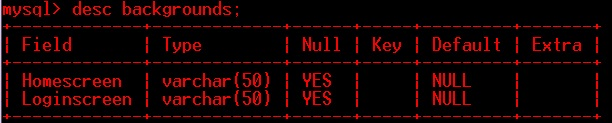 mysql> desc backgrounds;
+-------------+-------------+------+-----+---------+-------+
| Field       | Type        | Null | Key | Default | Extra |
+-------------+-------------+------+-----+---------+-------+
| Homescreen  | varchar(50) | YES  |     | NULL    |       |
| Loginscreen | varchar(50) | YES  |     | NULL    |       |
+-------------+-------------+------+-----+---------+-------+